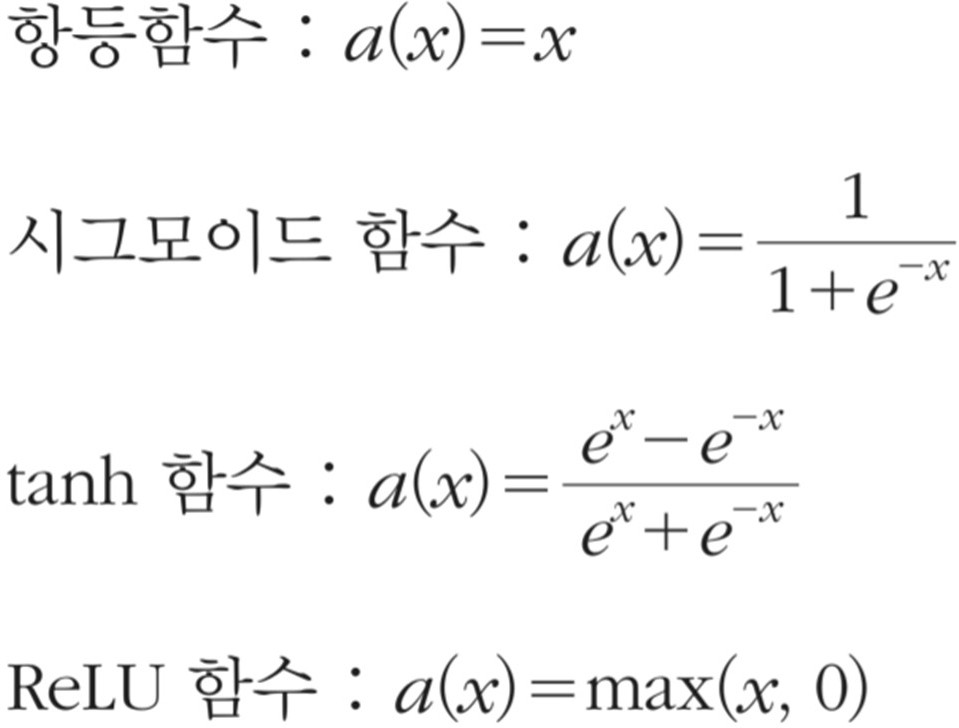 항등함수 : a(x) = x
시그모이드 함수 : a(x) = 1 / (1 + e^{-x})
tanh 함수 : a(x) = (e^x - e^{-x}) / (e^x + e^{-x})
ReLU 함수 : a(x) = max(x, 0)